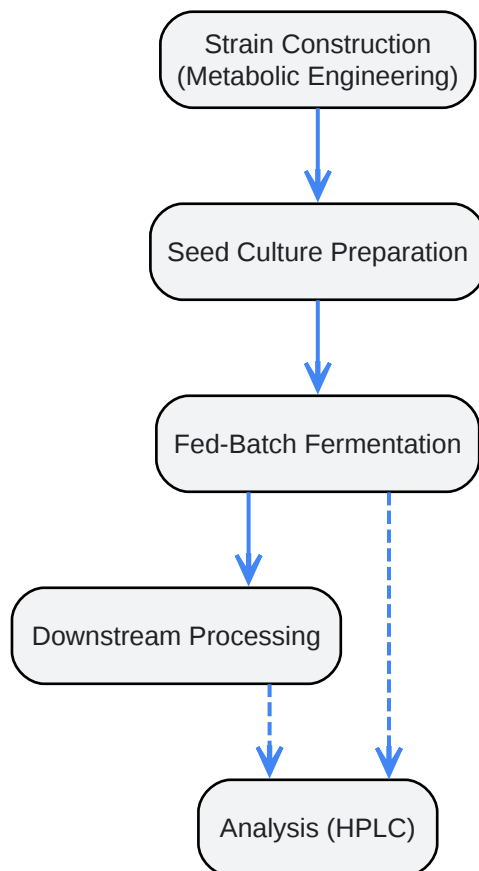 Strain Construction
(Metabolic Engineering)
Seed Culture Preparation
Fed-Batch Fermentation
Downstream Processing
Analysis (HPLC)